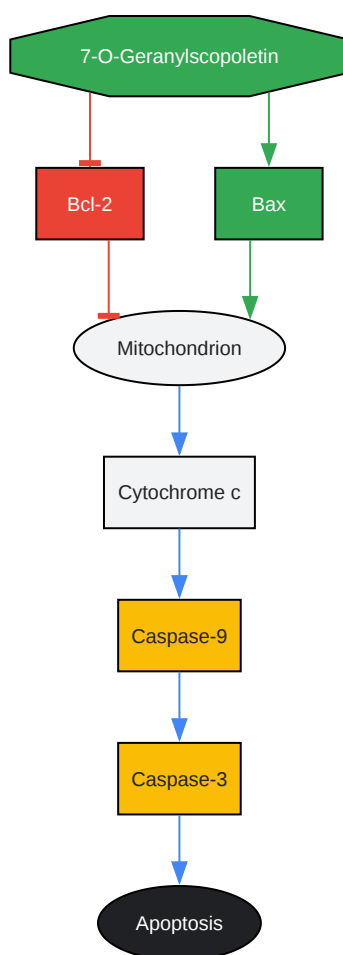 7-O-Geranylscopoletin
Bcl-2
Bax
Mitochondrion
Cytochrome c
Caspase-9
Caspase-3
Apoptosis